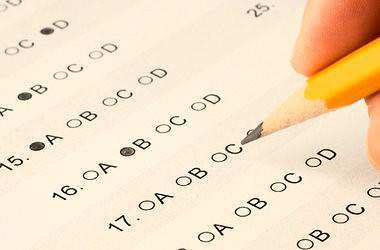 C D
A B C D
15. A B C D
16. A B C D
17. A B C
A B C D
B C
25.